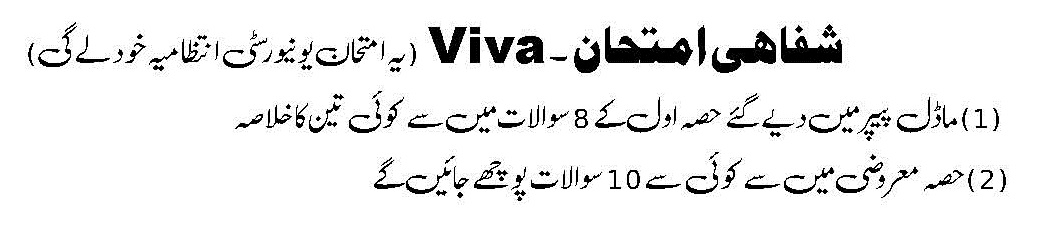 شفاھی امتحان۔Viva (یہ امتحان یونیورسٹی انتظامیہ خود لے گی)
(1) ماڈل پیپر میں دیے گئے حصہ اول کے 8 سوالات میں سے کوئی تین کا خلاصہ
(2) حصہ معروضی میں سے کوئی سے 10 سوالات پوچھے جائیں گے